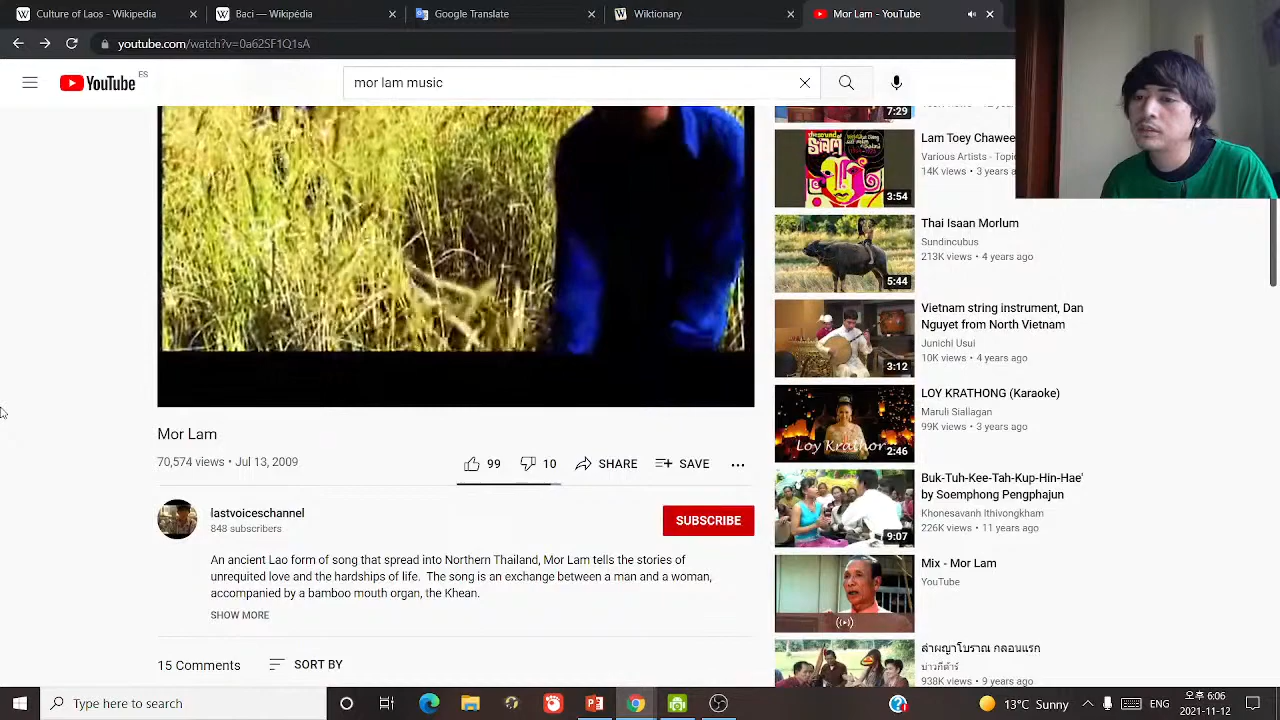 Culture of Laos - Wikipedia
Baci — Wikipédia
Google Translate
Wiktionary
Mor Lam - YouTube
youtube.com/watch?v=0a62SF1Q1sA
YouTube
ES
mor lam music
7:29
Lam Toey Chawee
Various Artists - Topic
14K views • 3 years a
3:54
Thai Isaan Morlum
Sundincubus
213K views • 4 years ago
5:44
Vietnam string instrument, Dan
Nguyet from North Vietnam
Junichi Usui
10K views • 4 years ago
3:12
LOY KRATHONG (Karaoke)
Maruli Siallagan
99K views • 3 years ago
Loy Krathon
2:46
Mor Lam
70,574 views • Jul 13, 2009
99
10
SHARE
SAVE
Buk-Tuh-Kee-Tah-Kup-Hin-Hae'
by Soemphong Pengphajun
Khonesavanh Ithivongkham
226K views • 11 years ago
9:07
lastvoiceschannel
848 subscribers
SUBSCRIBE
n ancient Lao form of song that spread into Northern Thailand, Mor Lam tells the stories of
unrequited love and the hardships of life. The song is an exchange between a man and a woman,
accompanied by a bamboo mouth organ, the Khean.
SHOW MORE
Mix - Mor Lam
YouTube
15 Comments
SORT BY
ลำผญาโบราณ กลอนแรก
บ่าวกีต้าร์
938K views • 9 years ago
Type here to search
13°C Sunny
ENG
오후 6:06
2021-11-12